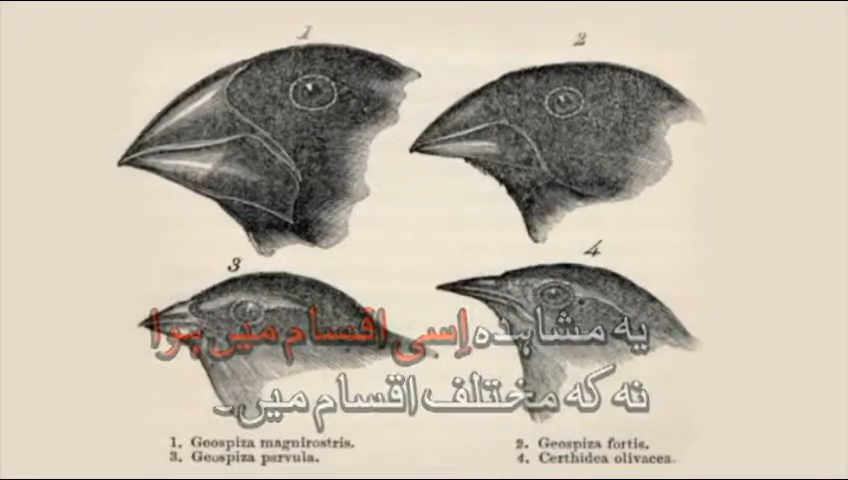 1
2
3
4
یہ مشاہدہ اِسی اقسام میں ہوا
نہ کہ مختلف اقسام میں۔
1. Geospiza magnirostris.
2. Geospiza fortis.
3. Geospiza parvula.
4. Certhidea olivacea.